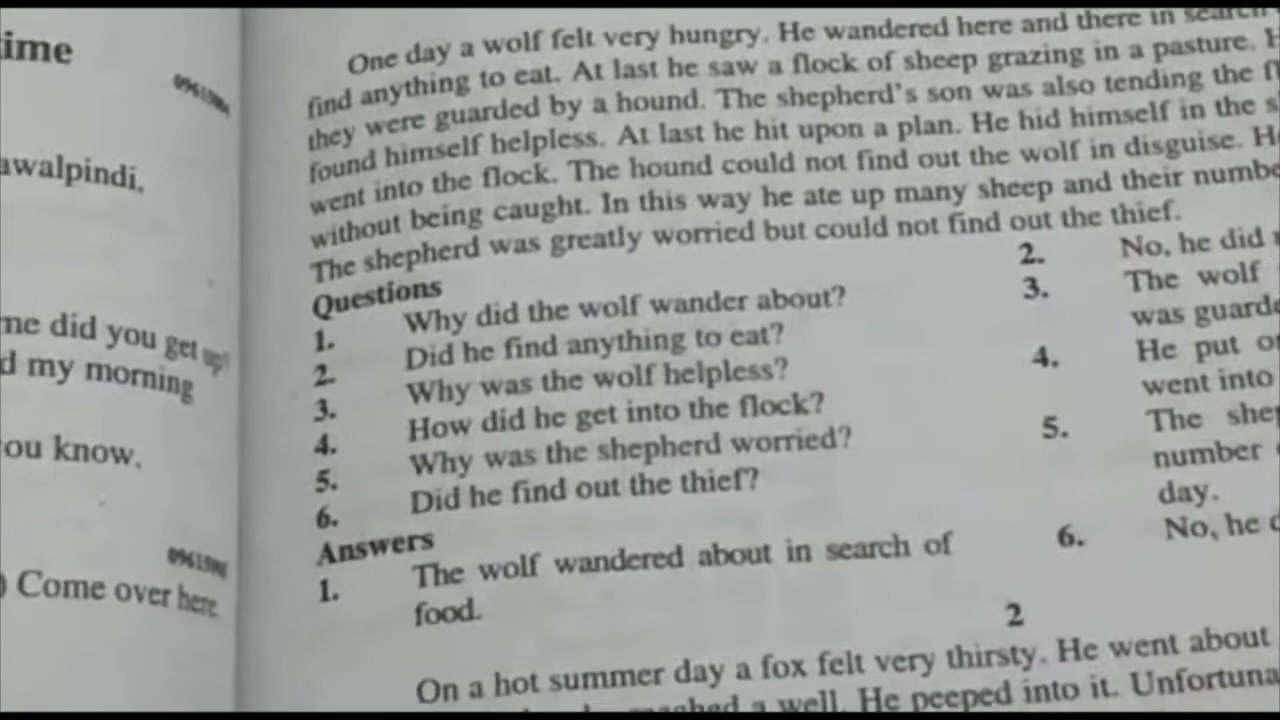 ime
awalpindi,
me did you get up?
d my morning
ou know,
) Come over here.
One day a wolf felt very hungry. He wandered here and there in search
find anything to eat. At last he saw a flock of sheep grazing in a pasture.
they were guarded by a hound. The shepherd's son was also tending the
found himself helpless. At last he hit upon a plan. He hid himself in the
went into the flock. The hound could not find out the wolf in disguise.
without being caught. In this way he ate up many sheep and their
The shepherd was greatly worried but could not find out the thief.
Questions
1. Why did the wolf wander about?
2. Did he find anything to eat?
3. Why was the wolf helpless?
4. How did he get into the flock?
5. Why was the shepherd worried?
6. Did he find out the thief?
Answers
1. The wolf wandered about in search of
food.
2. No, he did
3. The wolf
was
4. He put
went into
5. The
number
day.
6. No, he
2
On a hot summer day a fox felt very thirsty. He went about
a well. He peeped into it.